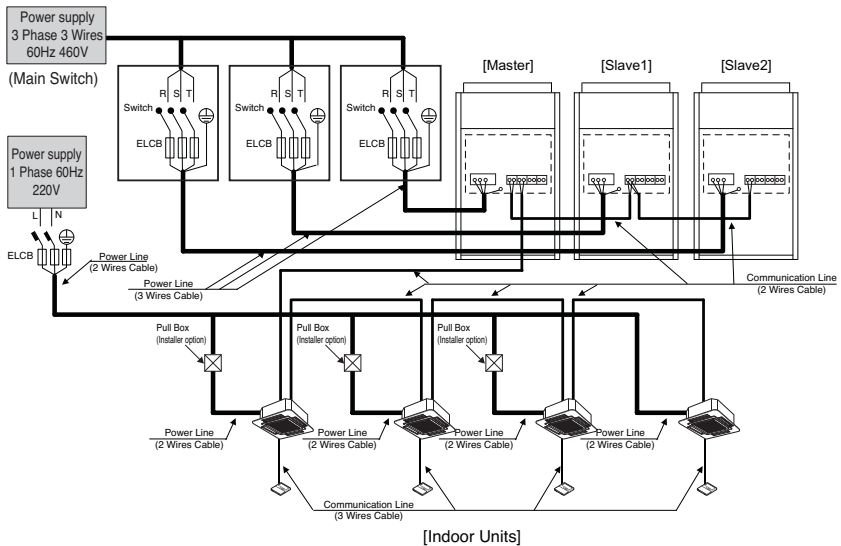 Power supply
3 Phase 3 Wires
60Hz 460V
(Main Switch)
[Master]
[Slave1]
[Slave2]
R S T
R S T
R S T
Switch
Switch
Switch
ELCB
ELCB
ELCB
Power supply
1 Phase 60Hz
220V
L N
ELCB
Power Line
(2 Wires Cable)
Power Line
(3 Wires Cable)
Communication Line
(2 Wires Cable)
Pull Box
(Installer option)
Pull Box
(Installer option)
Pull Box
(Installer option)
Power Line
(2 Wires Cable)
Power Line
(2 Wires Cable)
Power Line
(2 Wires Cable)
Power Line
(2 Wires Cable)
Communication Line
(3 Wires Cable)
[Indoor Units]